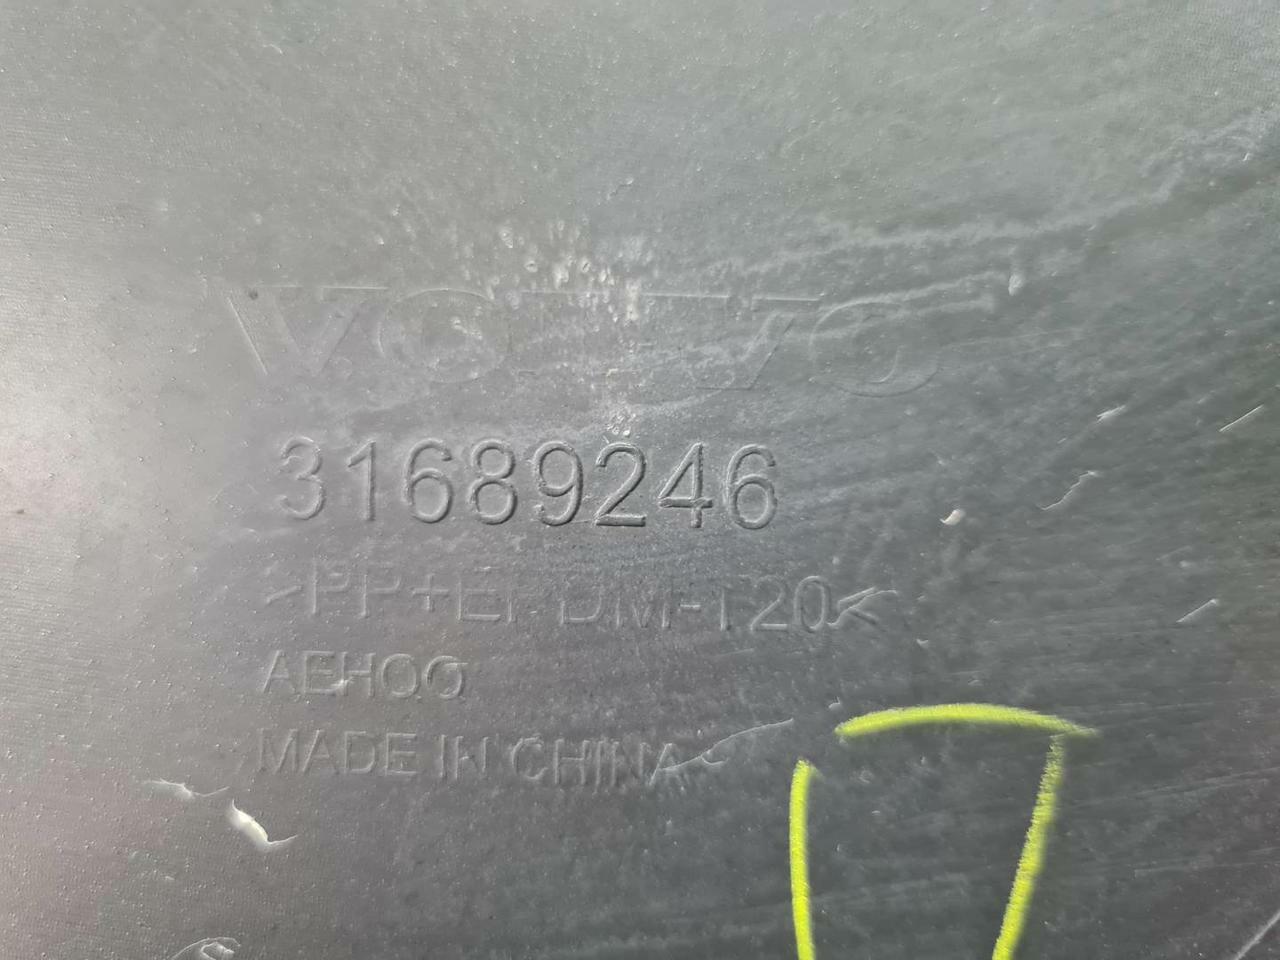 VOLVO
31689246
>PP+EPDM-T20<
AEHOG
MADE IN CHINA